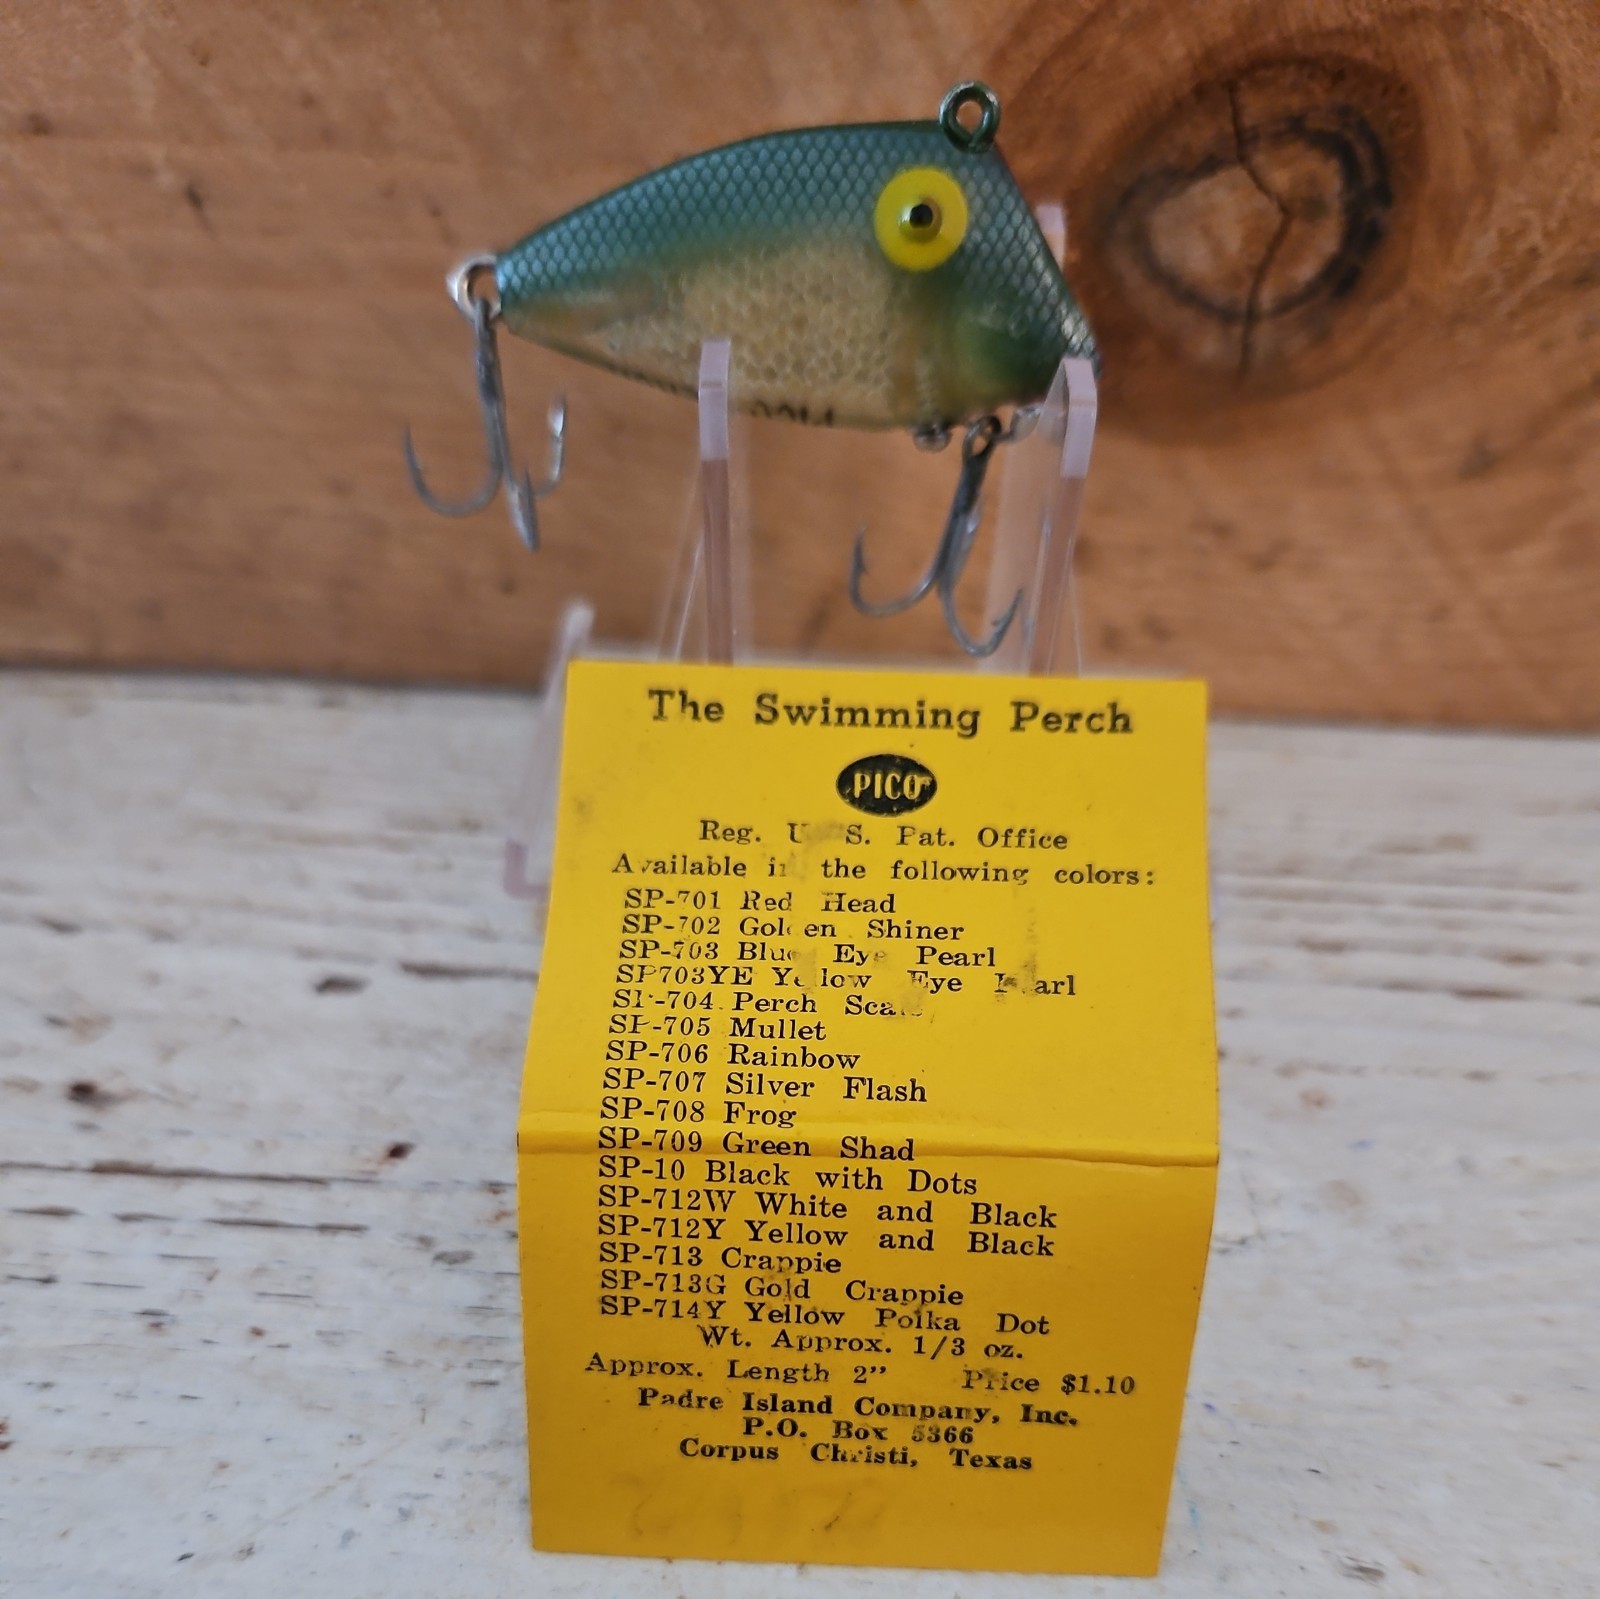 The Swimming Perch
PICO
Reg. U. S. Pat. Office
Available in the following colors:
SP-701 Red Head
SP-702 Golden Shiner
SP-703 Blue Eye Pearl
SP703YE Yellow Eye Pearl
SP-704 Perch Scale
SP-705 Mullet
SP-706 Rainbow
SP-707 Silver Flash
SP-708 Frog
SP-709 Green Shad
SP-10 Black with Dots
SP-712W White and Black
SP-712Y Yellow and Black
SP-713 Crappie
SP-713G Gold Crappie
SP-714Y Yellow Polka Dot
Wt. Approx. 1/3 oz.
Approx. Length 2” Price $1.10
Padre Island Company, Inc.
P.O. Box 5366
Corpus Christi, Texas